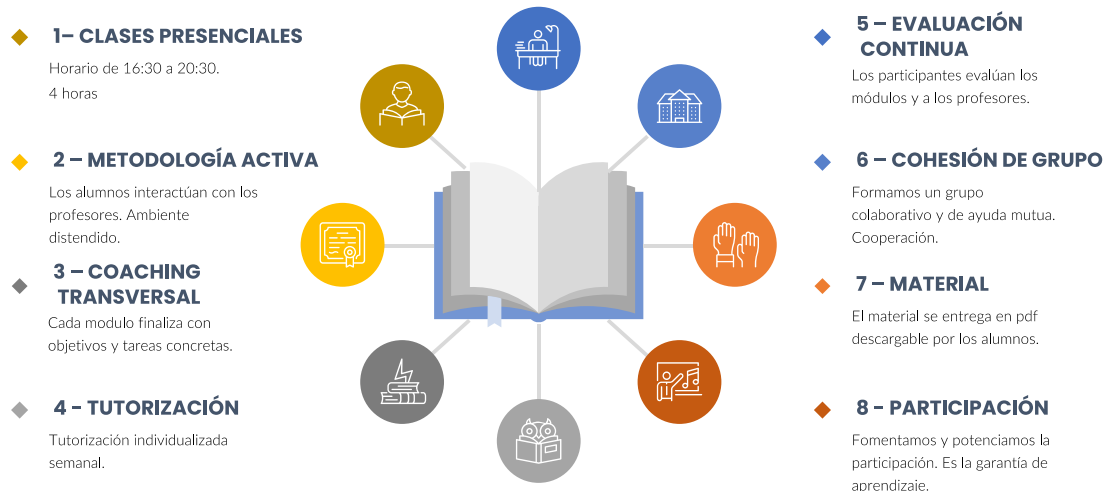 1– CLASES PRESENCIALES
Horario de 16:30 a 20:30.
4 horas
2 – METODOLOGÍA ACTIVA
Los alumnos interactúan con los
profesores. Ambiente
distendido.
3 – COACHING
TRANSVERSAL
Cada modulo finaliza con
objetivos y tareas concretas.
4 - TUTORIZACIÓN
Tutorización individualizada
semanal.
5 – EVALUACIÓN
CONTINUA
Los participantes evalúan los
módulos y a los profesores.
6 – COHESIÓN DE GRUPO
Formamos un grupo
colaborativo y de ayuda mutua.
Cooperación.
7 – MATERIAL
El material se entrega en pdf
descargable por los alumnos.
8 - PARTICIPACIÓN
Fomentamos y potenciamos la
participación. Es la garantía de
aprendizaje.